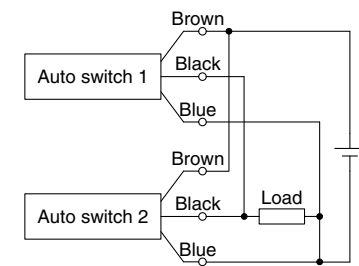 Brown
Auto switch 1
Black
Blue
Brown
Auto switch 2
Black
Load
Blue